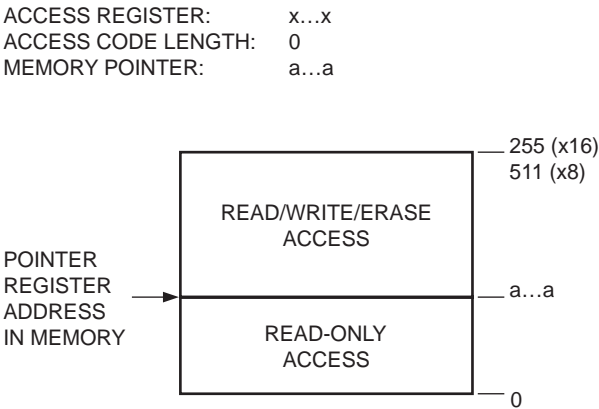 ACCESS REGISTER: x…x
ACCESS CODE LENGTH: 0
MEMORY POINTER: a…a
255 (x16)
511 (x8)
READ/WRITE/ERASE
ACCESS
POINTER
REGISTER
ADDRESS
IN MEMORY
a…a
READ-ONLY
ACCESS
0